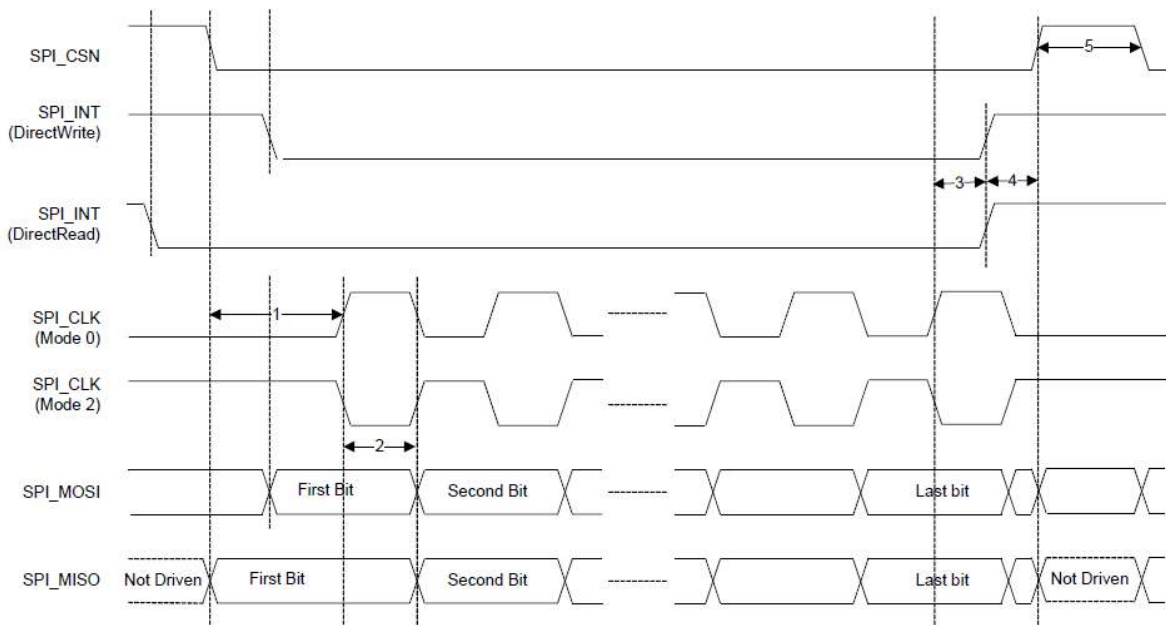 SPI_CSN
5
SPI_INT
(DirectWrite)
3
4
SPI_INT
(DirectRead)
1
SPI_CLK
(Mode 0)
SPI_CLK
(Mode 2)
2
SPI_MOSI
First Bit
Second Bit
Last bit
SPI_MISO
Not Driven
First Bit
Second Bit
Last bit
Not Driven